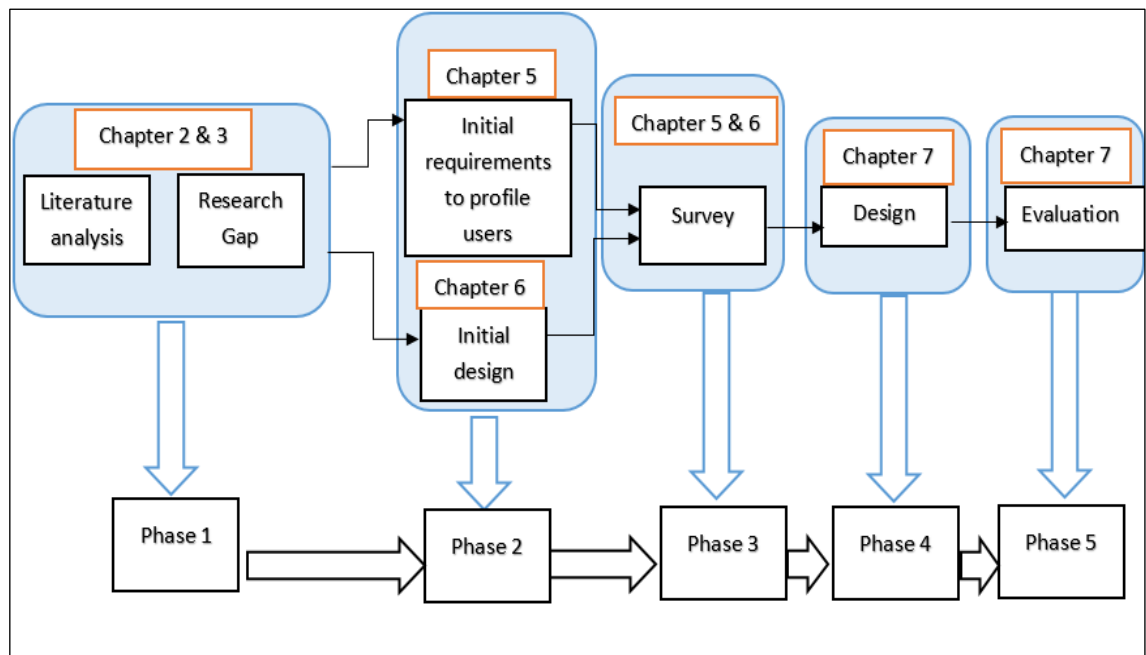 Chapter 2 & 3
Literature
analysis
Research
Gap
Chapter 5
Initial
requirements
to profile
users
Chapter 6
Initial
design
Chapter 5 & 6
Survey
Chapter 7
Design
Chapter 7
Evaluation
Phase 1
Phase 2
Phase 3
Phase 4
Phase 5